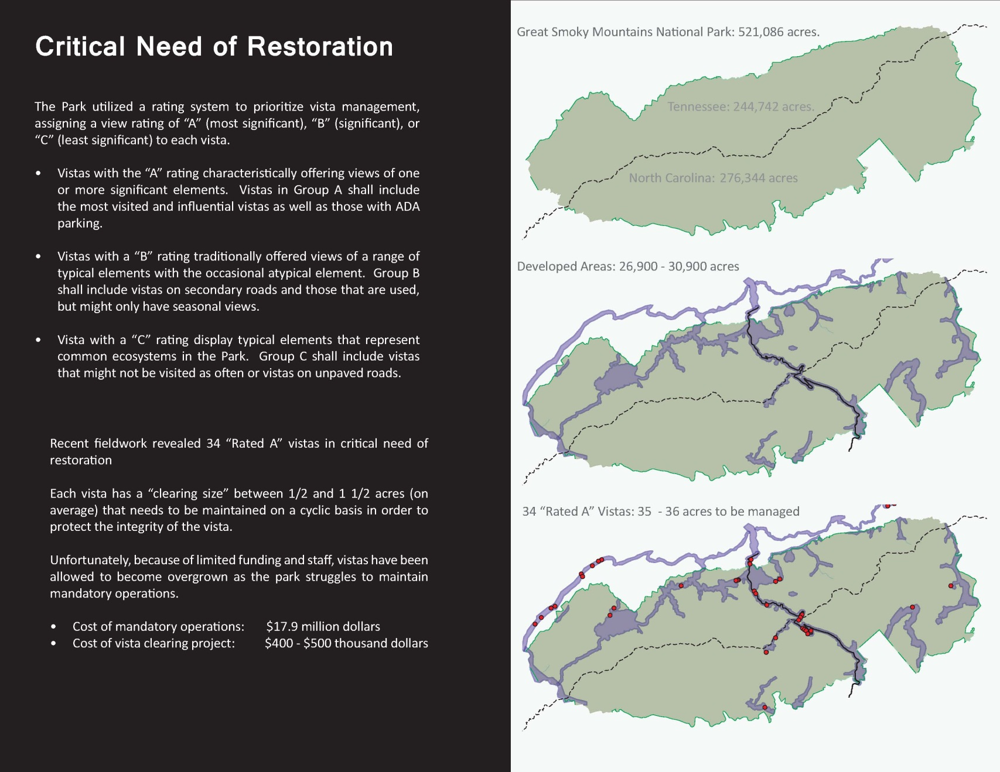 Critical Need of Restoration
The Park utilized a rating system to prioritize vista management,
assigning a view rating of “A” (most significant), “B” (significant), or
“C” (least significant) to each vista.
• Vistas with the “A” rating characteristically offering views of one
or more significant elements.  Vistas in Group A shall include
the most visited and influential vistas as well as those with ADA
parking.
• Vistas with a “B” rating traditionally offered views of a range of
typical elements with the occasional atypical element.  Group B
shall include vistas on secondary roads and those that are used,
but might only have seasonal views.
• Vista with a “C” rating display typical elements that represent
common ecosystems in the Park.  Group C shall include vistas
that might not be visited as often or vistas on unpaved roads.
Recent fieldwork revealed 34 “Rated A” vistas in critical need of
restoration
Each vista has a “clearing size” between 1/2 and 1 1/2 acres (on
average) that needs to be maintained on a cyclic basis in order to
protect the integrity of the vista.
Unfortunately, because of limited funding and staff, vistas have been
allowed to become overgrown as the park struggles to maintain
mandatory operations.
• Cost of mandatory operations: $17.9 million dollars
• Cost of vista clearing project: $400 - $500 thousand dollars
Great Smoky Mountains National Park: 521,086 acres.
Tennessee: 244,742 acres.
North Carolina: 276,344 acres
Developed Areas: 26,900 - 30,900 acres
34 “Rated A” Vistas: 35  - 36 acres to be managed